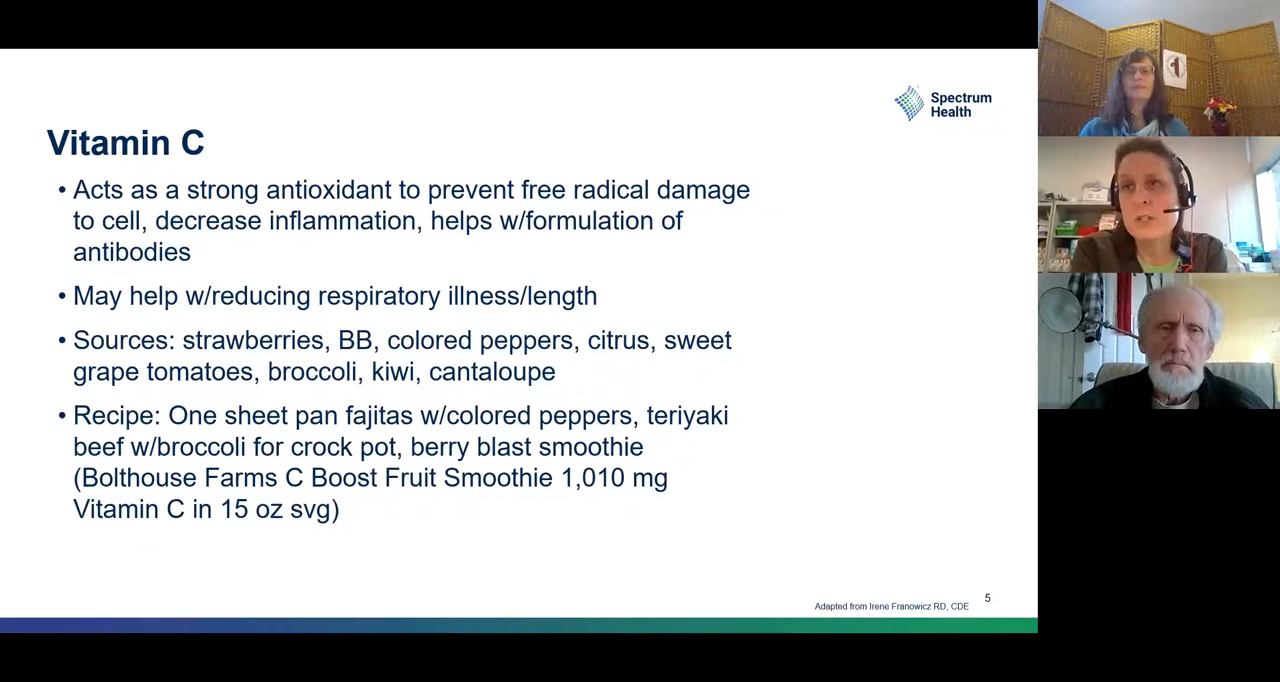 Spectrum
Health
Vitamin C
• Acts as a strong antioxidant to prevent free radical damage
to cell, decrease inflammation, helps w/formulation of
antibodies
• May help w/reducing respiratory illness/length
• Sources: strawberries, BB, colored peppers, citrus, sweet
grape tomatoes, broccoli, kiwi, cantaloupe
• Recipe: One sheet pan fajitas w/colored peppers, teriyaki
beef w/broccoli for crock pot, berry blast smoothie
(Bolthouse Farms C Boost Fruit Smoothie 1,010 mg
Vitamin C in 15 oz svg)
Adapted from Irene Franowicz RD, CDE
5